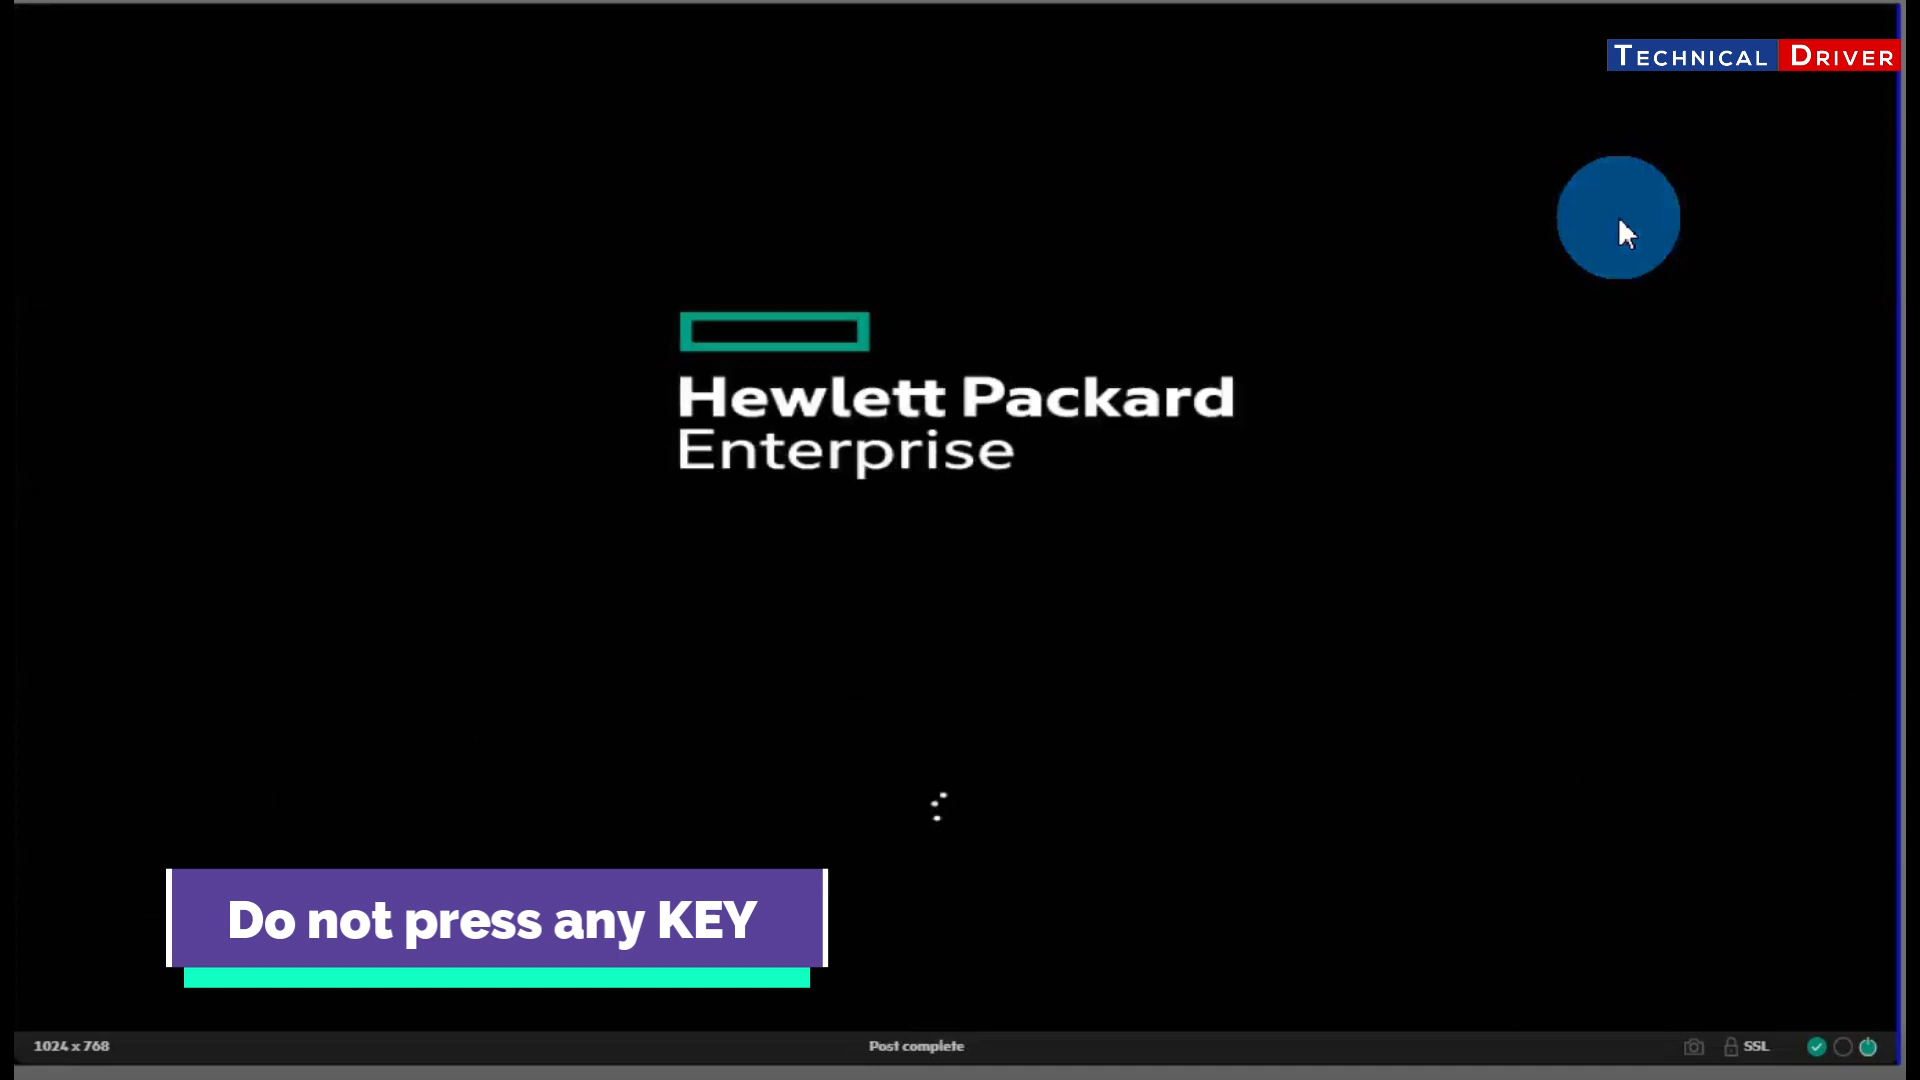 TECHNICAL DRIVER
Hewlett Packard
Enterprise
Do not press any KEY
1024 x 768
Post complete
SSL